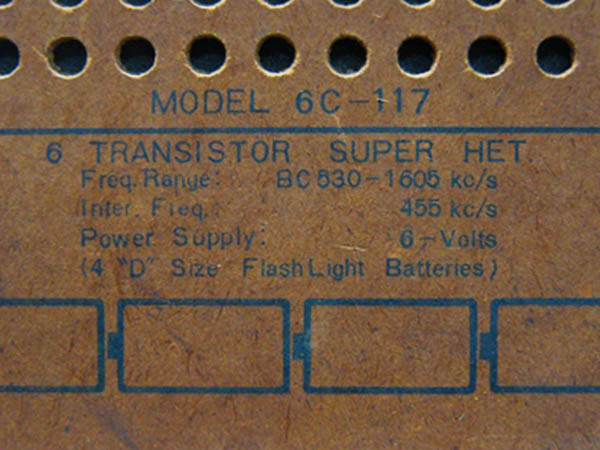 MODEL 6C-117
6 TRANSISTOR SUPER HET.
Freq. Range: BC 530-1605 kc/s
Inter. Freq.: 455 kc/s
Power Supply: 6-Volts
(4 "D" Size FlashLight Batteries)